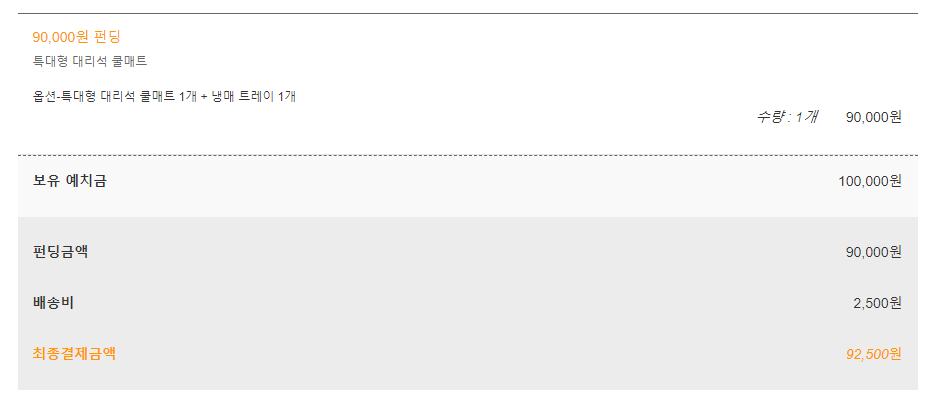 90,000원 펀딩
특대형 대리석 쿨매트
옵션-특대형 대리석 쿨매트 1개 + 냉매 트레이 1개
수량 : 1개 90,000원
보유 예치금 100,000원
펀딩금액 90,000원
배송비 2,500원
최종결제금액 92,500원